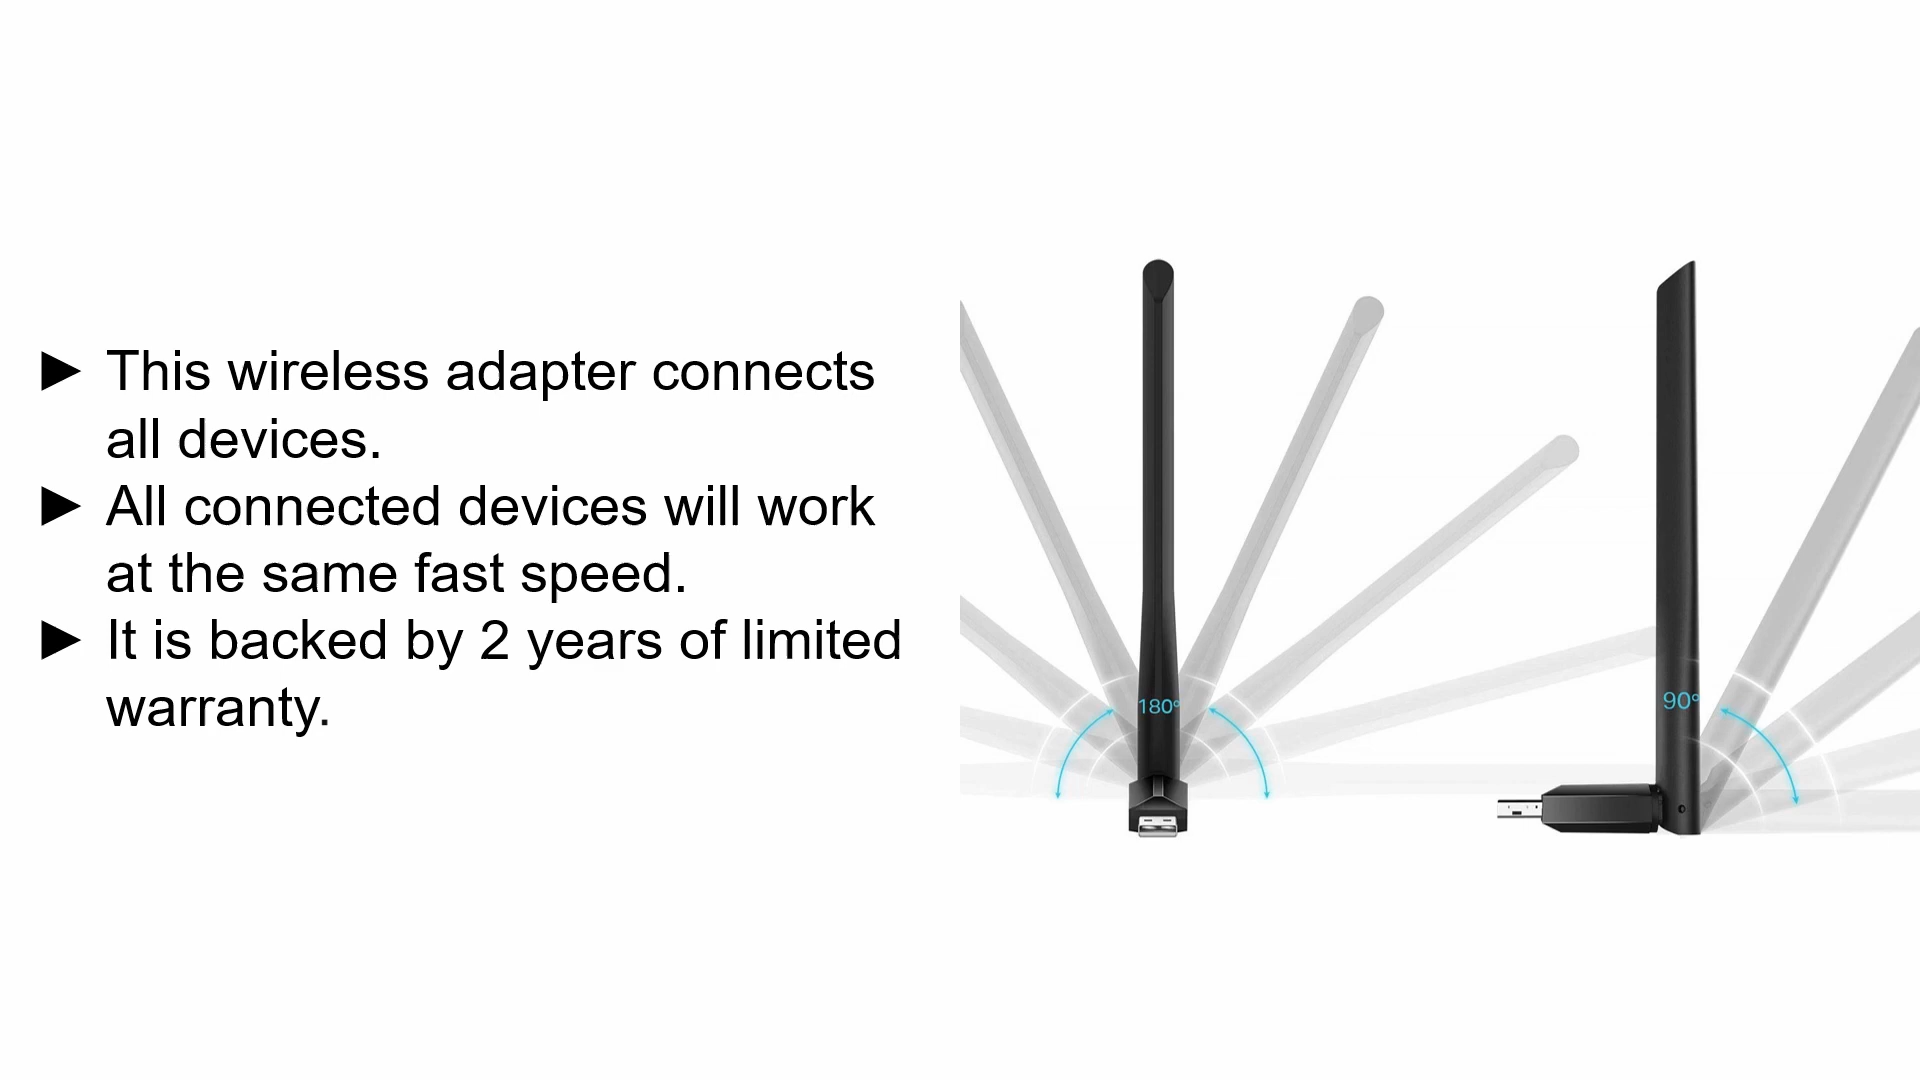 ► This wireless adapter connects
all devices.
► All connected devices will work
at the same fast speed.
► It is backed by 2 years of limited
warranty.
180°
90°